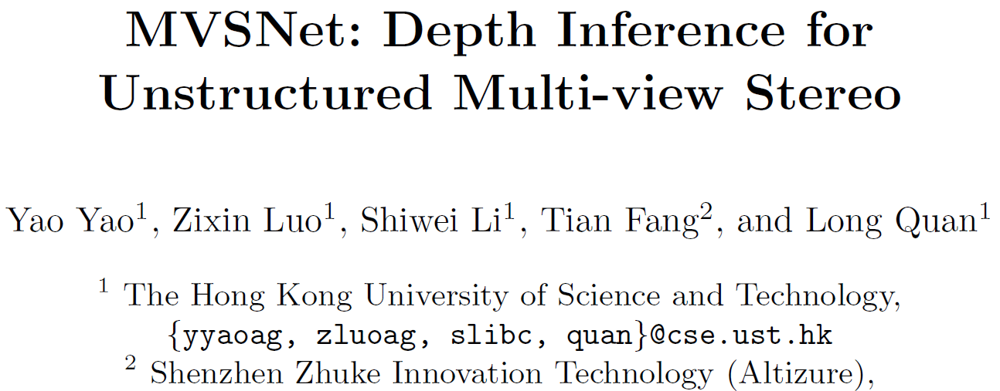 MVSNet: Depth Inference for
Unstructured Multi-view Stereo
Yao Yao¹, Zixin Luo¹, Shiwei Li¹, Tian Fang², and Long Quan¹
¹ The Hong Kong University of Science and Technology,
{yyaoag, zluoag, slibc, quan}@cse.ust.hk
² Shenzhen Zhuke Innovation Technology (Altizure),